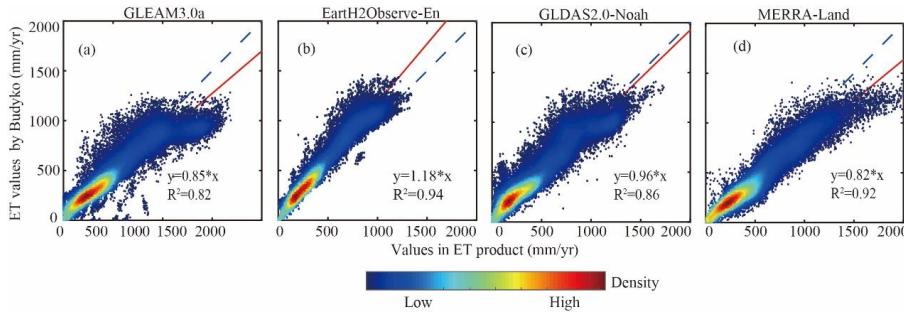 GLEAM3.0a EartH2Observe-En GLDAS2.0-Noah MERRA-Land
ET values by Budyko (mm/yr)
2000
1500
1000
500
0
(a) (b) (c) (d)
y=0.85*x y=1.18*x y=0.96*x y=0.82*x
R²=0.82 R²=0.94 R²=0.86 R²=0.92
0 500 1000 1500 2000 0 500 1000 1500 2000 0 500 1000 1500 2000 0 500 1000 1500 2000
Values in ET product (mm/yr)
Density
Low High